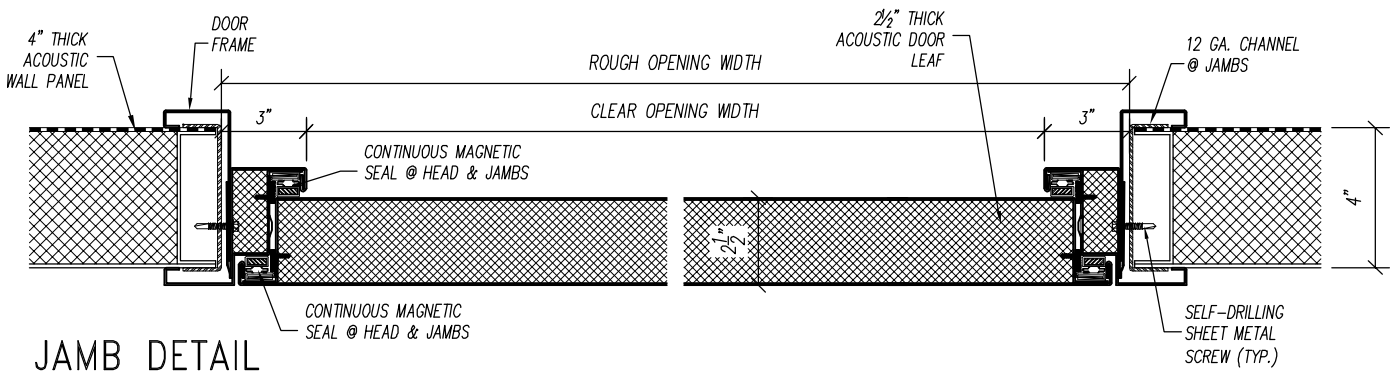 4" THICK
ACOUSTIC
WALL PANEL
DOOR
FRAME
2½" THICK
ACOUSTIC DOOR
LEAF
12 GA. CHANNEL
@ JAMBS
ROUGH OPENING WIDTH
3"
CLEAR OPENING WIDTH
3"
CONTINUOUS MAGNETIC
SEAL @ HEAD & JAMBS
2½"
4"
CONTINUOUS MAGNETIC
SEAL @ HEAD & JAMBS
SELF-DRILLING
SHEET METAL
SCREW (TYP.)
JAMB DETAIL